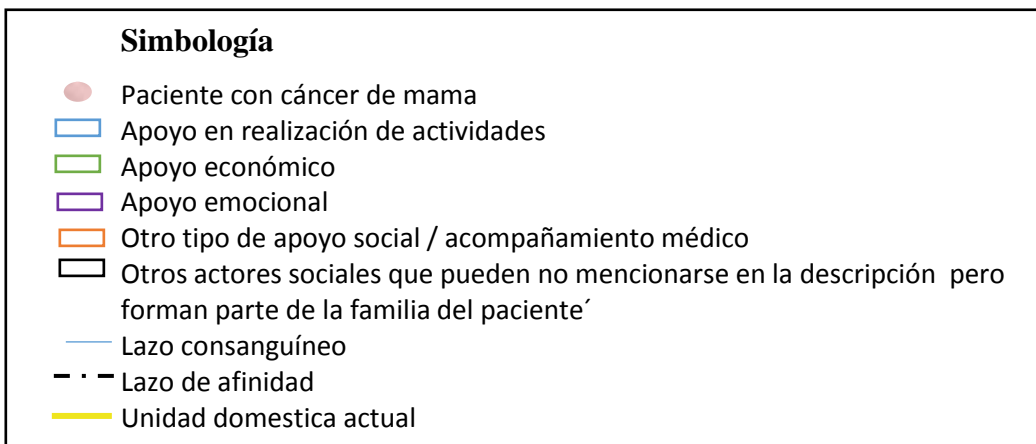 Simbología
Paciente con cáncer de mama
Apoyo en realización de actividades
Apoyo económico
Apoyo emocional
Otro tipo de apoyo social / acompañamiento médico
Otros actores sociales que pueden no mencionarse en la descripción  pero
forman parte de la familia del paciente´
Lazo consanguíneo
Lazo de afinidad
Unidad domestica actual